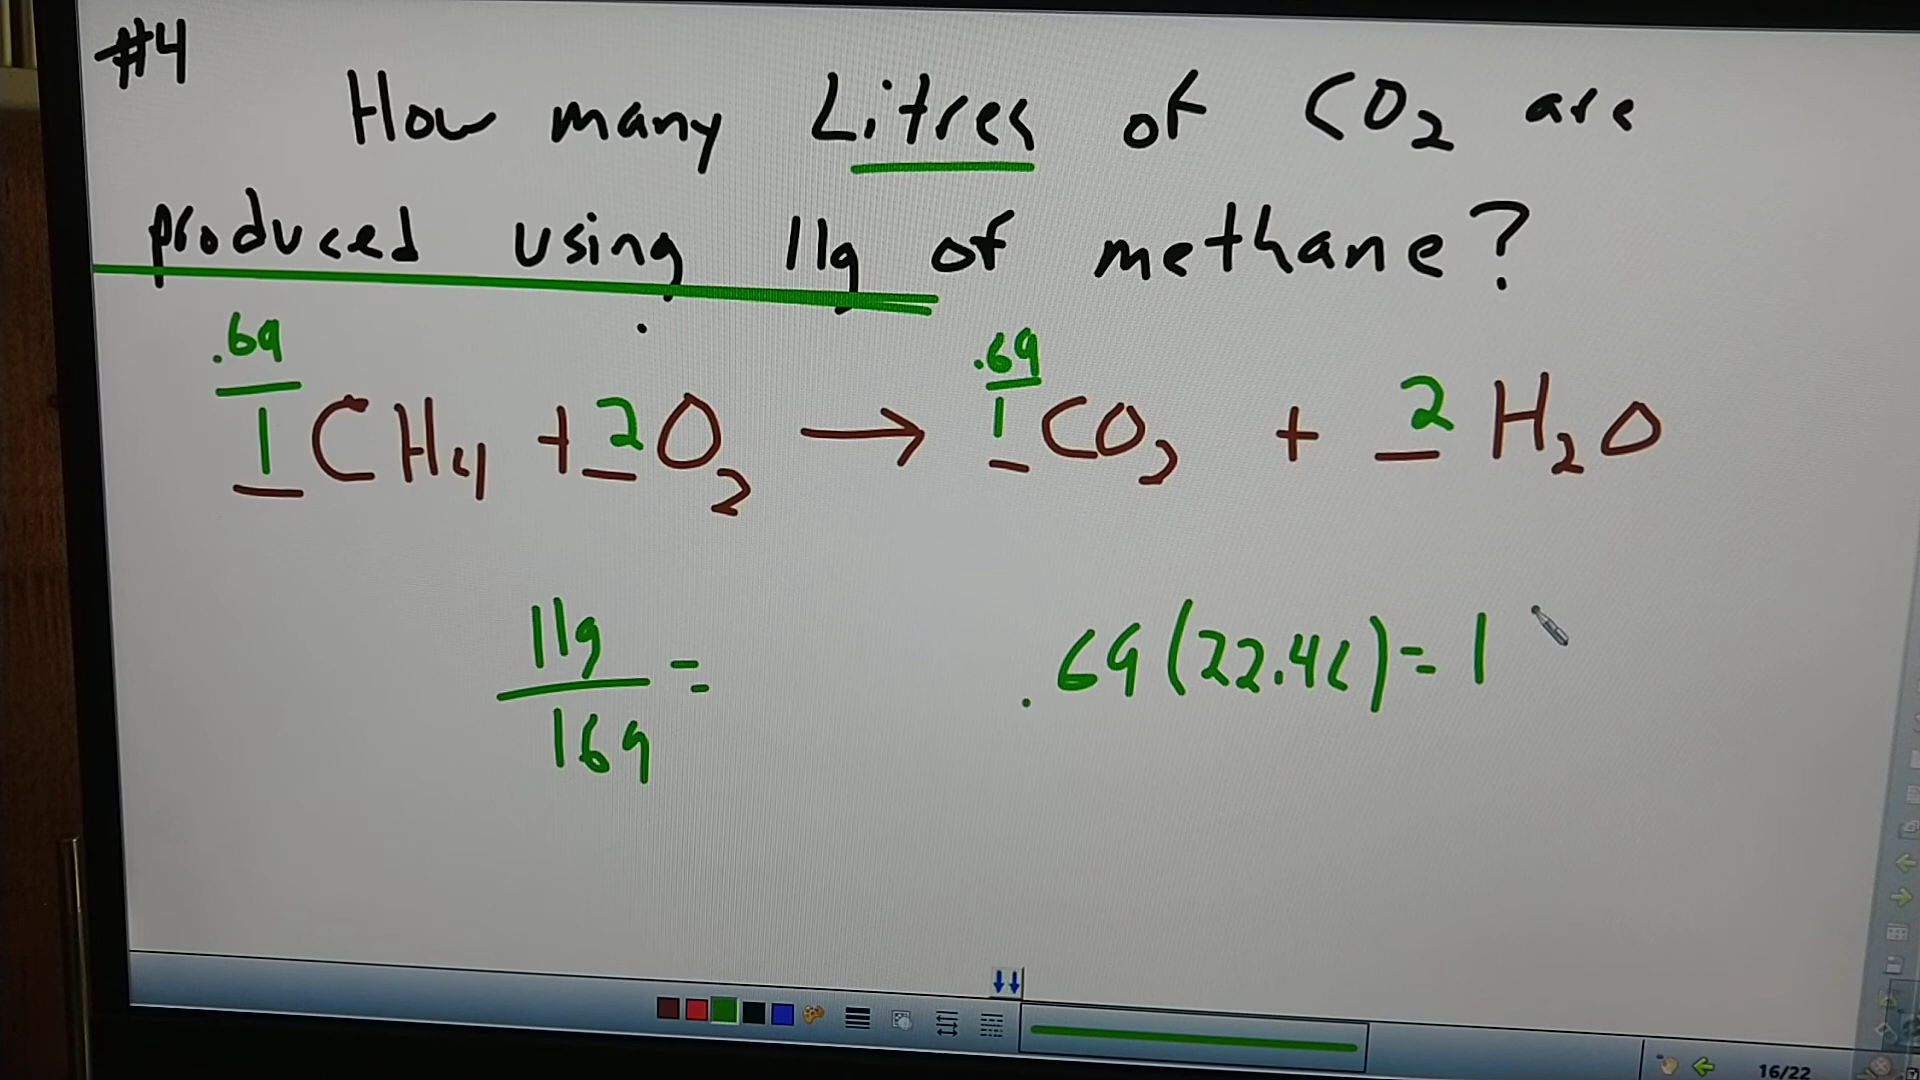 #4
How many Litres of CO2 are
produced using 11g of methane?
.69 .69
1 CH4 + 2 O2 → 1 CO2 + 2 H2O
11g
16g
= .69(22.4L) = 1
16/22